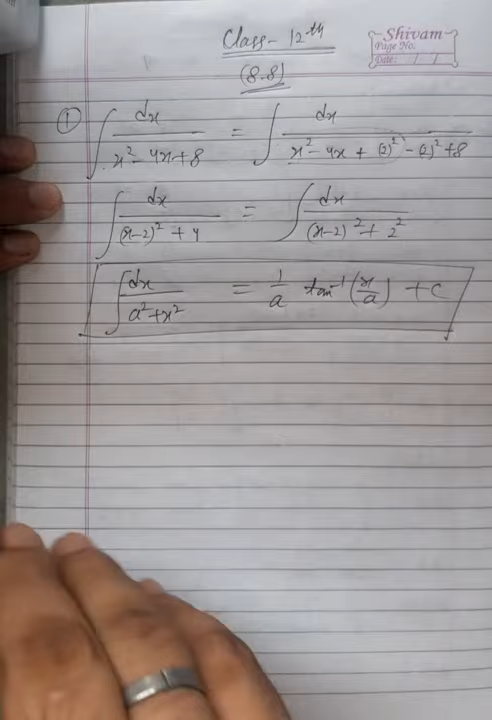 Class - 12th
Shivam
Page No.
Date: / /
(8.8)
① ∫ dx / (x² - 4x + 8) = ∫ dx / (x² - 4x + (2)² - (2)² + 8)
∫ dx / ((x-2)² + 4) = ∫ dx / ((x-2)² + 2²)
∫ dx / (a² + x²) = 1/a tan⁻¹ (x/a) + c